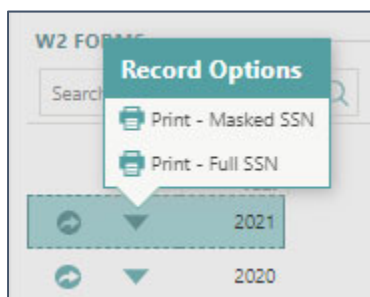 W2 FORMS
Record Options
Search
Print - Masked SSN
Print - Full SSN
2021
2020